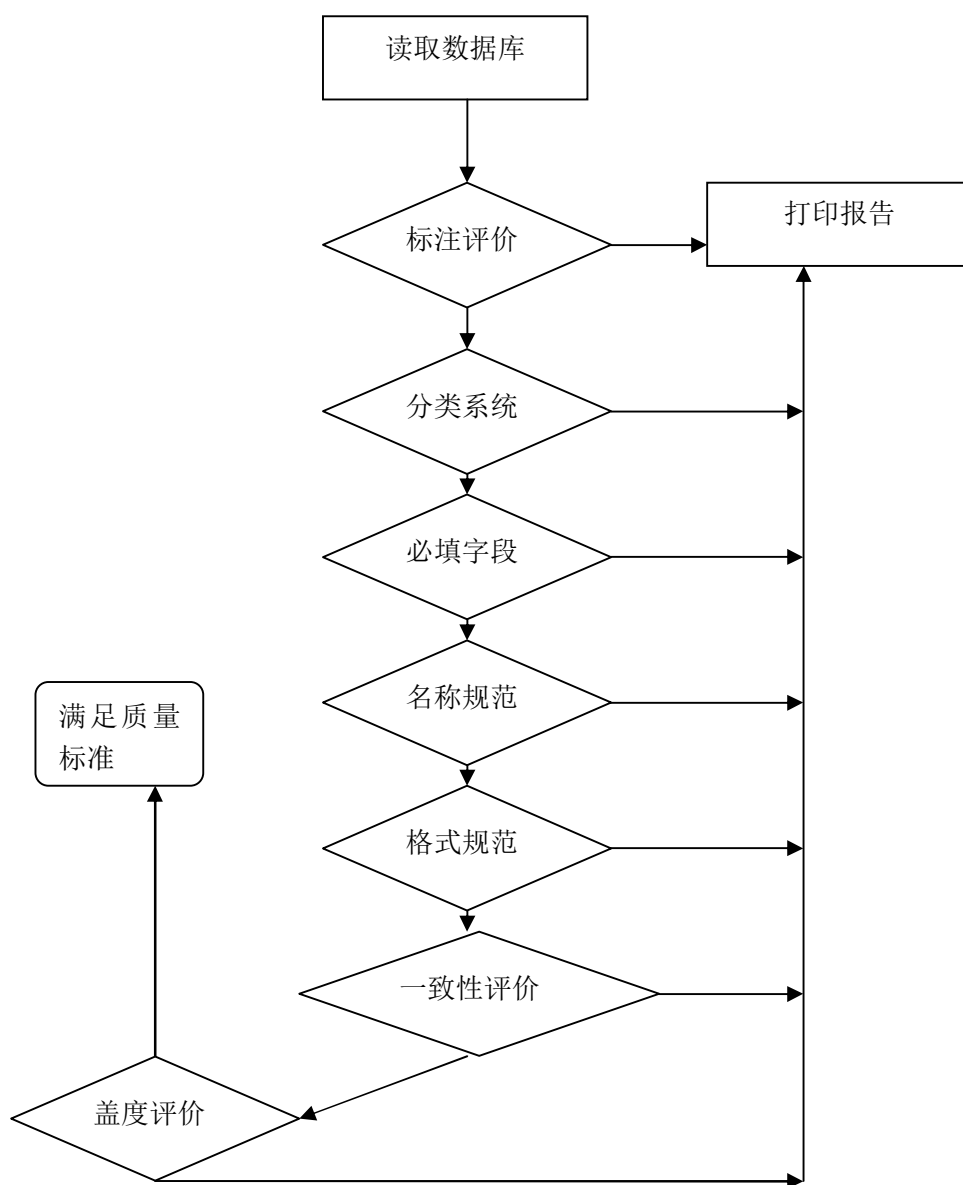 读取数据库
打印报告
标注评价
分类系统
必填字段
名称规范
满足质量
标准
格式规范
一致性评价
盖度评价